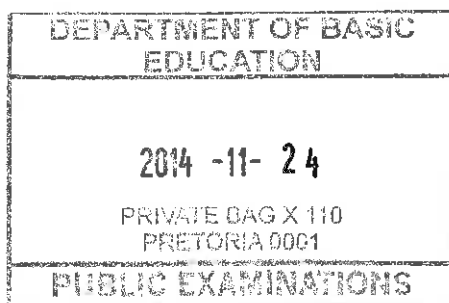 DEPARTMENT OF BASIC
EDUCATION
2014 -11- 24
PRIVATE BAG X 110
PRETORIA 0001
PUBLIC EXAMINATIONS